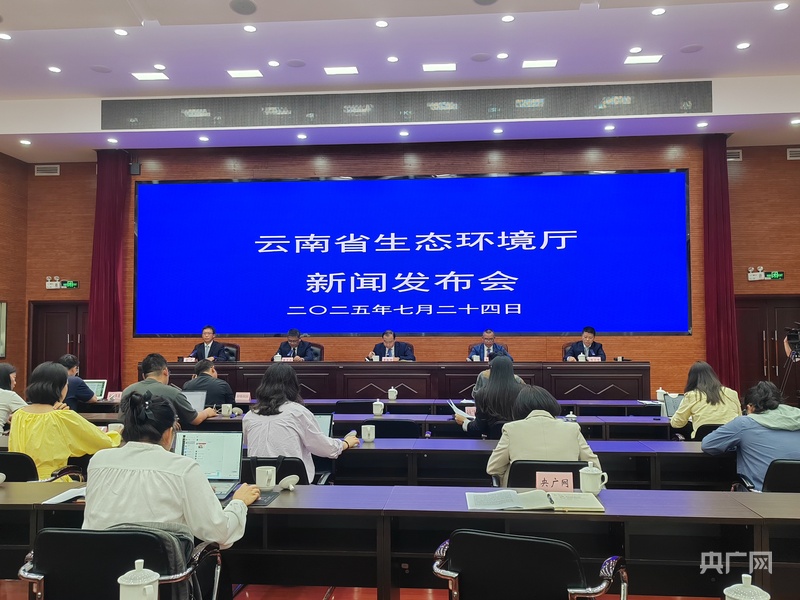 云南省生态环境厅
新闻发布会
二〇二五年七月二十四日
央广网
央广网